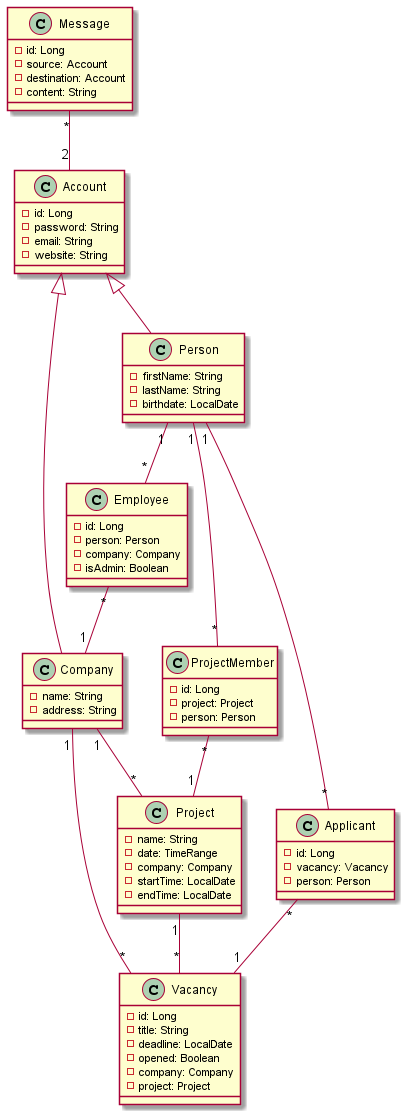 C Message
id: Long
source: Account
destination: Account
content: String
*
2
C Account
id: Long
password: String
email: String
website: String
C Person
firstName: String
lastName: String
birthdate: LocalDate
1 1 1
*
C Employee
id: Long
person: Person
company: Company
isAdmin: Boolean
*
1
*
C Company
name: String
address: String
C ProjectMember
id: Long
project: Project
person: Person
1 1
*
*
1
*
C Project
name: String
date: TimeRange
company: Company
startTime: LocalDate
endTime: LocalDate
C Applicant
id: Long
vacancy: Vacancy
person: Person
*
1
* *
1
C Vacancy
id: Long
title: String
deadline: LocalDate
opened: Boolean
company: Company
project: Project